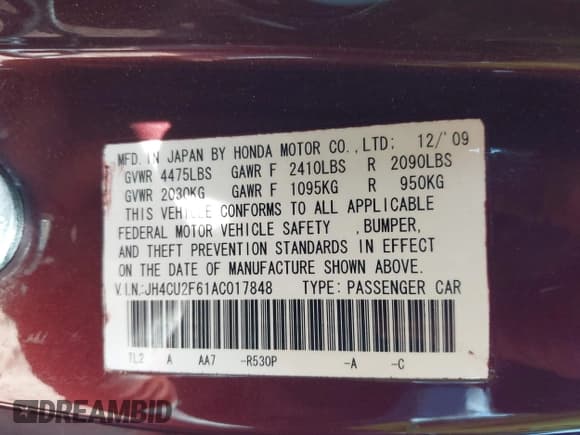 MFD. IN JAPAN BY HONDA MOTOR CO.,LTD; 12/'09
GVWR 4475LBS GAWR F 2410LBS R 2090LBS
GVWR 2030KG GAWR F 1095KG R 950KG
THIS VEHICLE CONFORMS TO ALL APPLICABLE
FEDERAL MOTOR VEHICLE SAFETY ,BUMPER,
AND THEFT PREVENTION STANDARDS IN EFFECT
ON THE DATE OF MANUFACTURE SHOWN ABOVE.
V.I.N.:JH4CU2F61AC017848 TYPE: PASSENGER CAR
TL2 A AA7 -R530P -A -C
DREAMBID